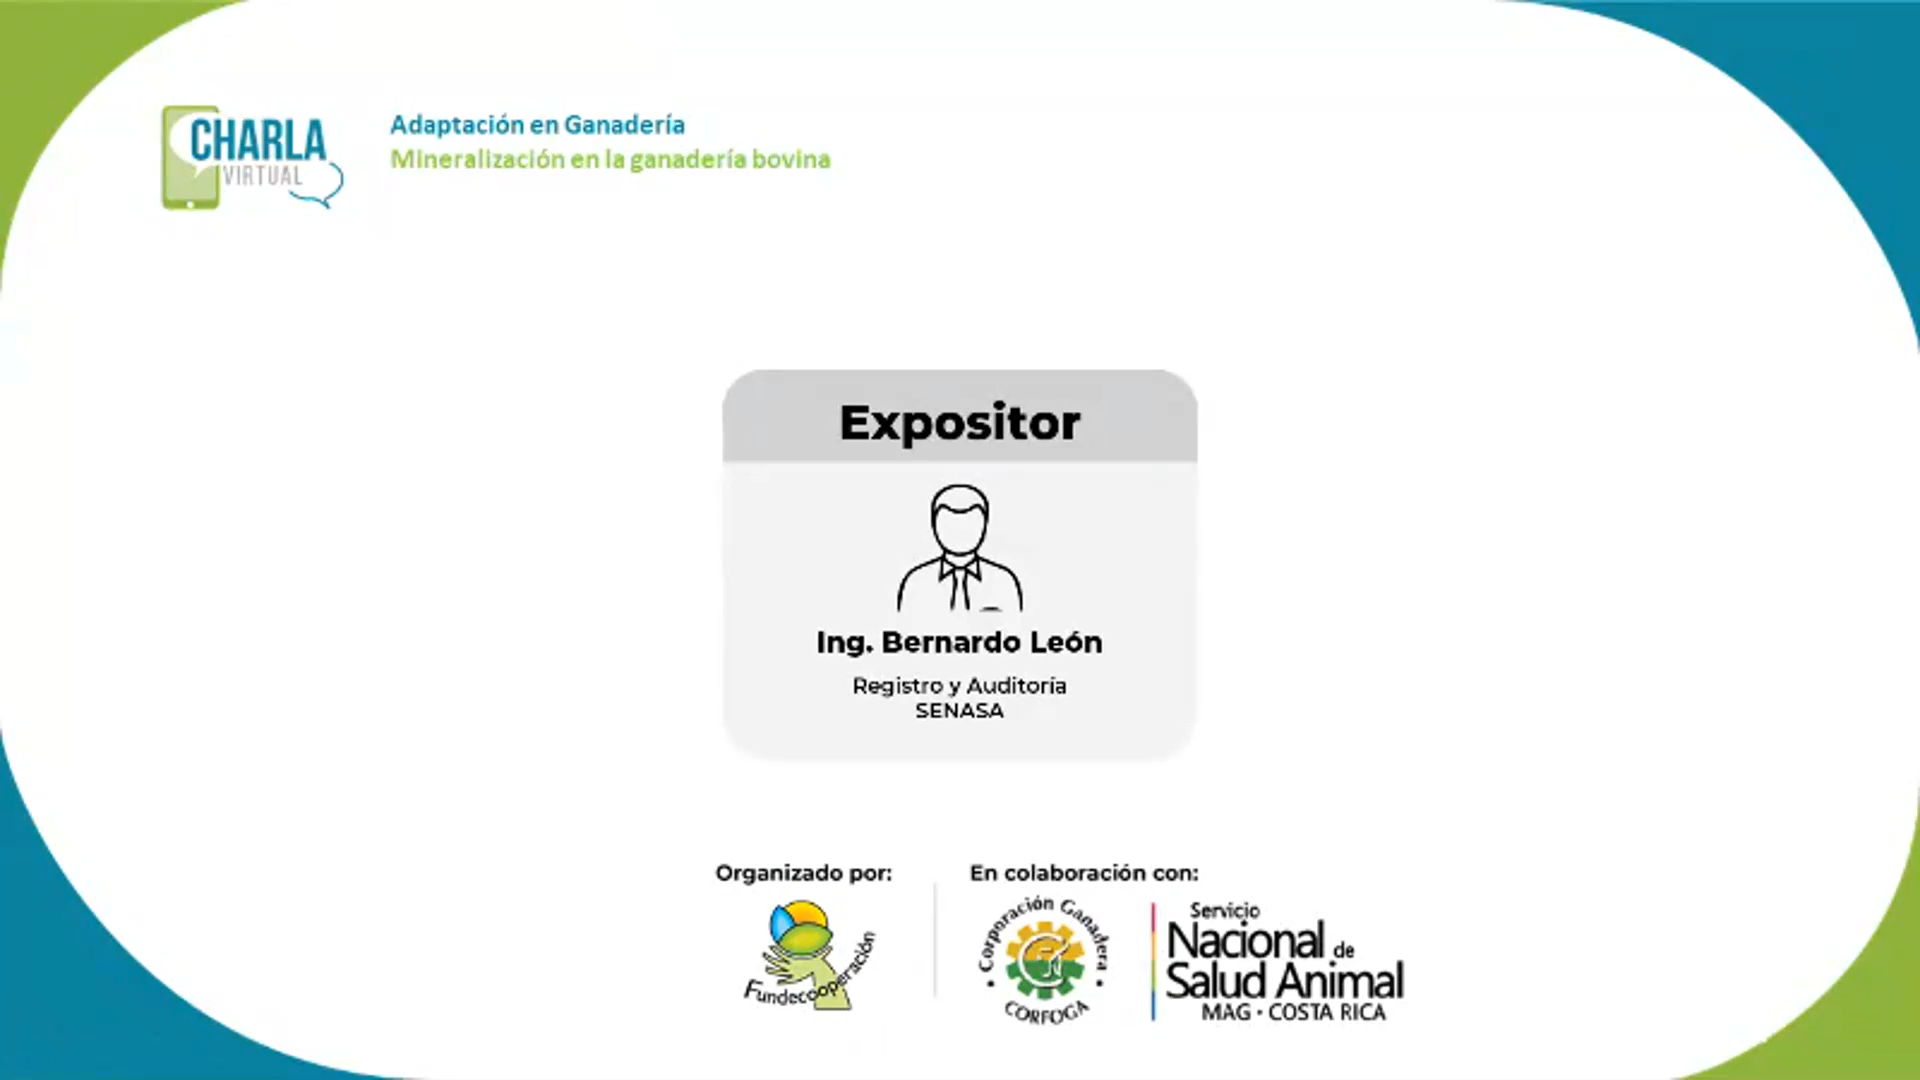 CHARLA
VIRTUAL
Adaptación en Ganadería
Mineralización en la ganadería bovina
Expositor
Ing. Bernardo León
Registro y Auditoría
SENASA
Organizado por:
Fundecooperación
En colaboración con:
Corporación Ganadera
CORFOGA
Servicio
Nacional de
Salud Animal
MAG · COSTA RICA